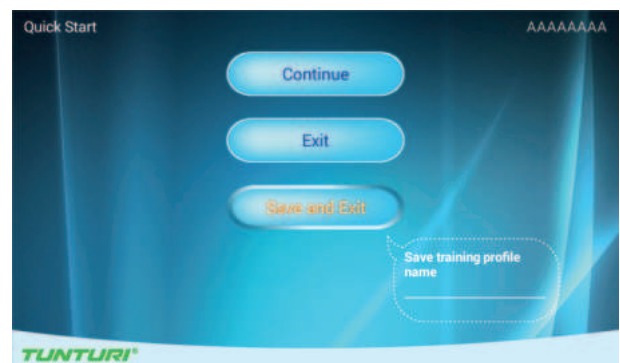 Quick Start
AAAAAAAA
Continue
Exit
Save and Exit
Save training profile
name
TUNTURI®